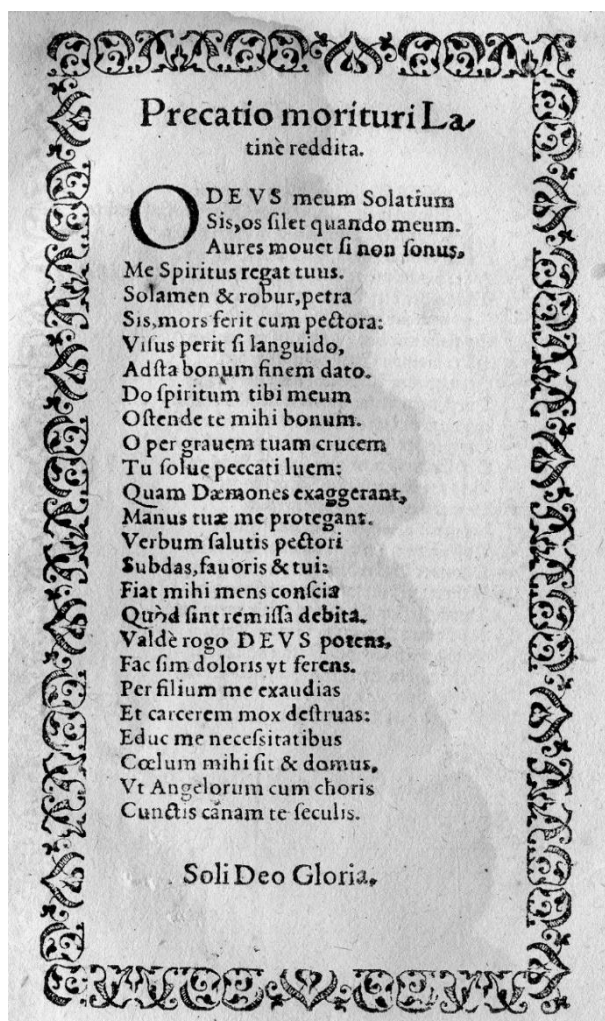 Precatio morituri La-
tinè reddita.
O DEVS meum Solatium
Sis,os ſilet quando meum.
Aures mouet ſi non ſonus,
Me Spiritus regat tuus.
Solamen & robur,petra
Sis,mors ferit cum pectora:
Viſus perit ſi languido,
Adſta bonum finem dato.
Do ſpiritum tibi meum
Oſtende te mihi bonum.
O per grauem tuam crucem
Tu ſolue peccati luem:
Quam Dæmones exaggerant,
Manus tuæ me protegant.
Verbum ſalutis pectori
Subdas,fauoris & tui:
Fiat mihi mens conſcia
Quòd ſint remiſſa debita.
Valdè rogo DEVS potens,
Fac ſim doloris vt ferens.
Per filium me exaudias
Et carcerem mox deſtruas:
Educ me neceſsitatibus
Cœlum mihi ſit & domus,
Vt Angelorum cum choris
Cunctis canam te ſeculis.
Soli Deo Gloria.